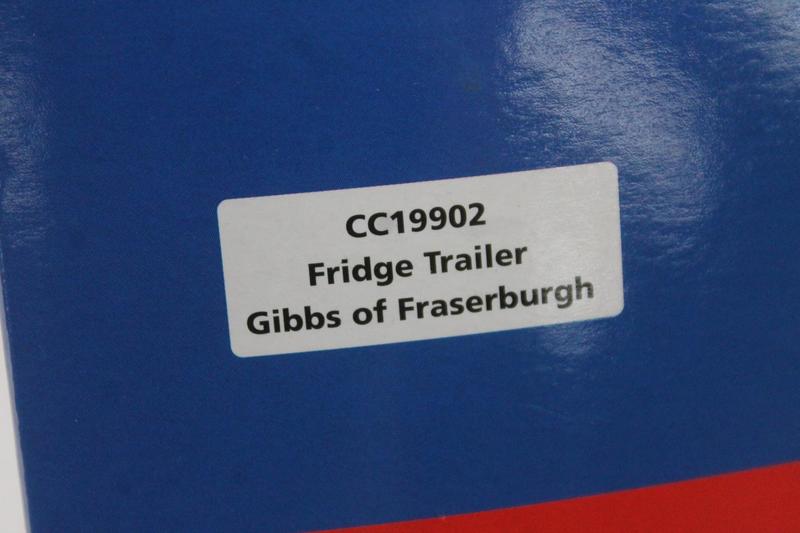 CC19902
Fridge Trailer
Gibbs of Fraserburgh